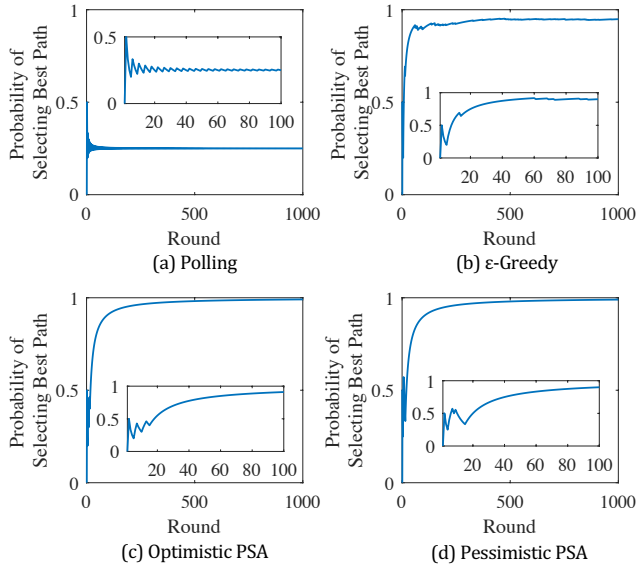 Probability of
Selecting Best Path
1
0.5
0
0.5
0
20 40 60 80 100
0 500 1000
Round
(a) Polling
Probability of
Selecting Best Path
1
0.5
0
1
0.5
0
20 40 60 80 100
0 500 1000
Round
(b) ε-Greedy
Probability of
Selecting Best Path
1
0.5
0
1
0.5
0
20 40 60 80 100
0 500 1000
Round
(c) Optimistic PSA
Probability of
Selecting Best Path
1
0.5
0
1
0.5
0
20 40 60 80 100
0 500 1000
Round
(d) Pessimistic PSA